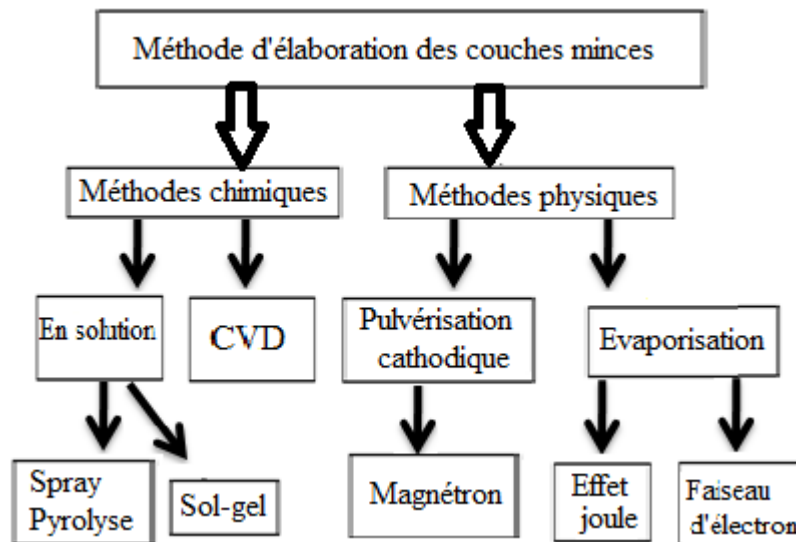 Méthode d'élaboration des couches minces
Méthodes chimiques
Méthodes physiques
En solution
CVD
Pulvérisation
cathodique
Evaporisation
Spray
Pyrolyse
Sol-gel
Magnétron
Effet
joule
Faiseau
d'électron